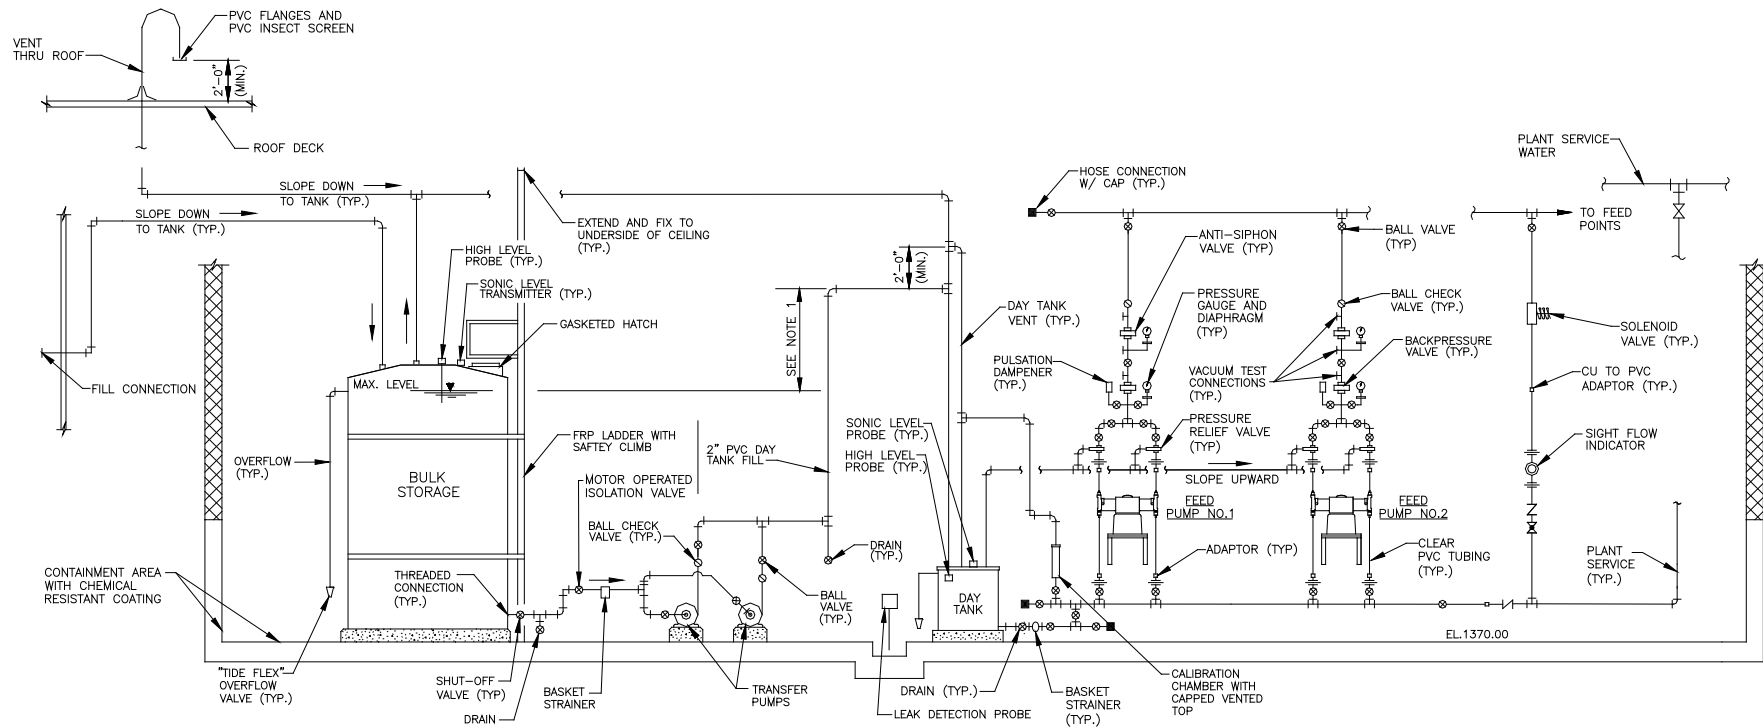 PVC FLANGES AND
PVC INSECT SCREEN
VENT
THRU ROOF
2'-0"
(MIN.)
ROOF DECK
SLOPE DOWN
TO TANK (TYP.)
SLOPE DOWN
TO TANK (TYP.)
EXTEND AND FIX TO
UNDERSIDE OF CEILING
(TYP.)
HIGH LEVEL
PROBE (TYP.)
SONIC LEVEL
TRANSMITTER (TYP.)
GASKETED HATCH
FILL CONNECTION
MAX. LEVEL
OVERFLOW
(TYP.)
BULK
STORAGE
FRP LADDER WITH
SAFTEY CLIMB
MOTOR OPERATED
ISOLATION VALVE
2" PVC DAY
TANK FILL
SEE NOTE 1
2'-0"
(MIN.)
BALL CHECK
VALVE (TYP.)
THREADED
CONNECTION
(TYP.)
CONTAINMENT AREA
WITH CHEMICAL
RESISTANT COATING
"TIDE FLEX"
OVERFLOW
VALVE (TYP.)
SHUT-OFF
VALVE (TYP)
DRAIN
BASKET
STRAINER
TRANSFER
PUMPS
BALL
VALVE
(TYP.)
DRAIN
(TYP.)
SONIC LEVEL
PROBE (TYP.)
HIGH LEVEL
PROBE (TYP.)
DAY
TANK
LEAK DETECTION PROBE
DRAIN (TYP.)
BASKET
STRAINER
(TYP.)
CALIBRATION
CHAMBER WITH
CAPPED VENTED
TOP
HOSE CONNECTION
W/ CAP (TYP.)
ANTI-SIPHON
VALVE (TYP)
DAY TANK
VENT (TYP.)
PRESSURE
GAUGE AND
DIAPHRAGM
(TYP)
PULSATION
DAMPENER
(TYP.)
VACUUM TEST
CONNECTIONS
(TYP.)
PRESSURE
RELIEF VALVE
(TYP)
SLOPE UPWARD
FEED
PUMP NO.1
FEED
PUMP NO.2
ADAPTOR (TYP)
CLEAR
PVC TUBING
(TYP.)
BALL VALVE
(TYP)
BALL CHECK
VALVE (TYP.)
BACKPRESSURE
VALVE (TYP.)
PLANT SERVICE
WATER
TO FEED
POINTS
SOLENOID
VALVE (TYP.)
CU TO PVC
ADAPTOR (TYP.)
SIGHT FLOW
INDICATOR
PLANT
SERVICE
(TYP.)
EL.1370.00